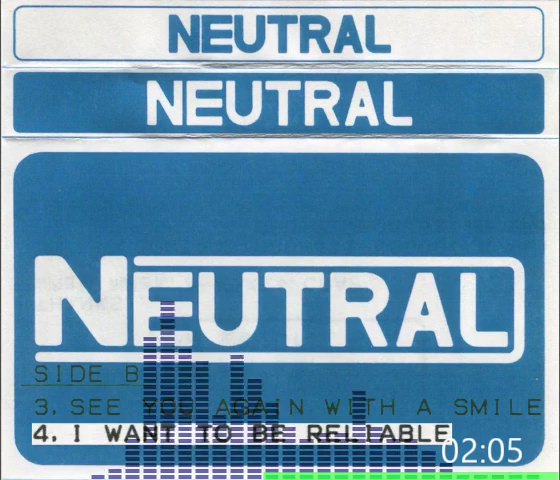 NEUTRAL
NEUTRAL
NEUTRAL
SIDE B
3. SEE YOU AGAIN WITH A SMILE
4. I WANT TO BE RELIABLE
02:05